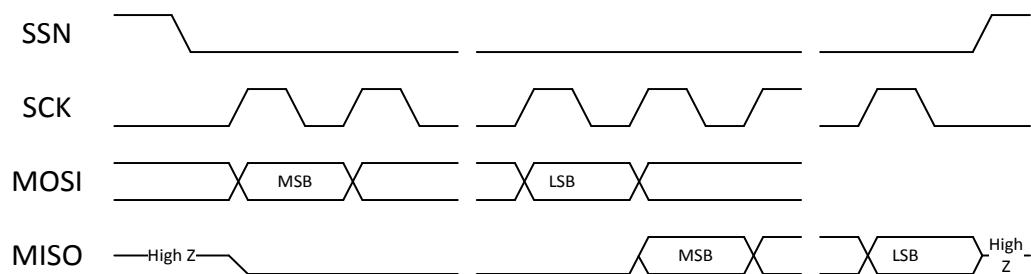 SSN
SCK
MOSI
MSB
LSB
MISO
High Z
MSB
LSB
High
Z